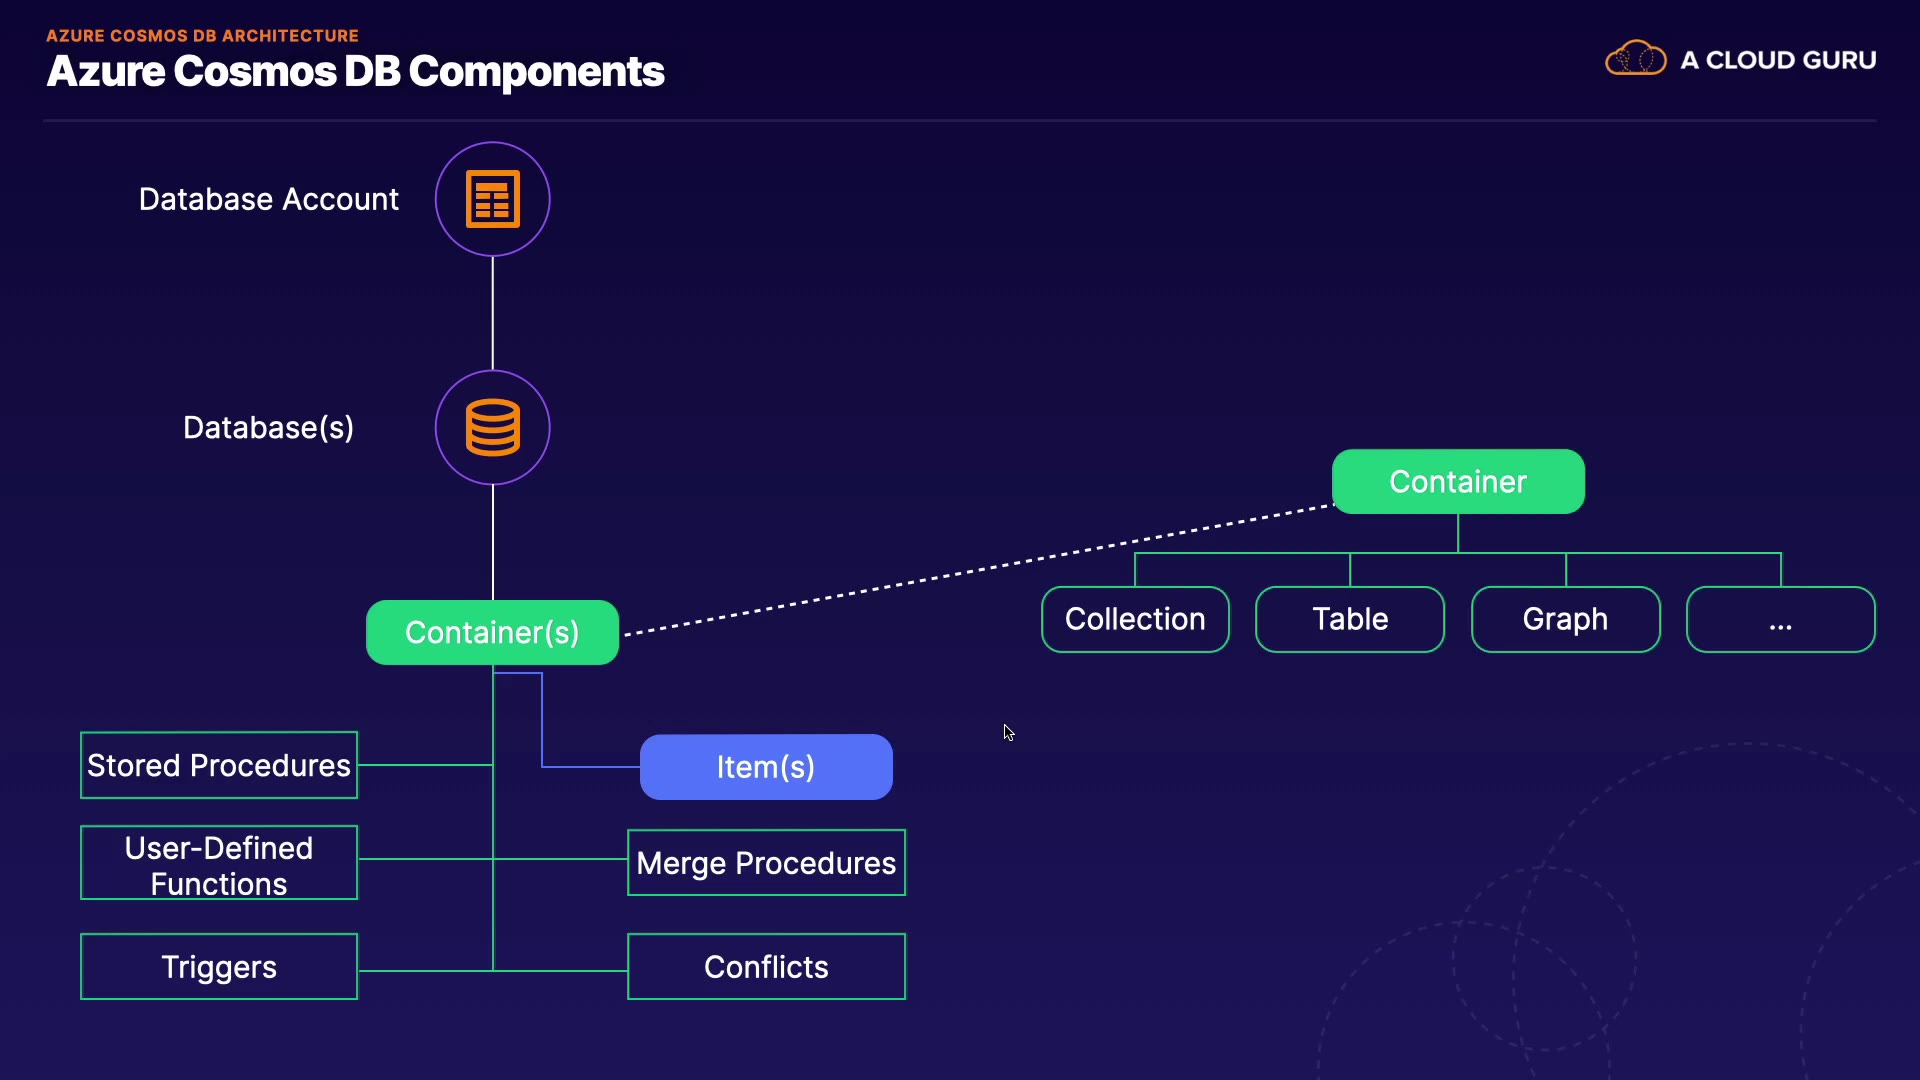 AZURE COSMOS DB ARCHITECTURE
Azure Cosmos DB Components
A CLOUD GURU
Database Account
Database(s)
Container
Collection
Table
Graph
...
Container(s)
Stored Procedures
Item(s)
User-Defined
Functions
Merge Procedures
Triggers
Conflicts